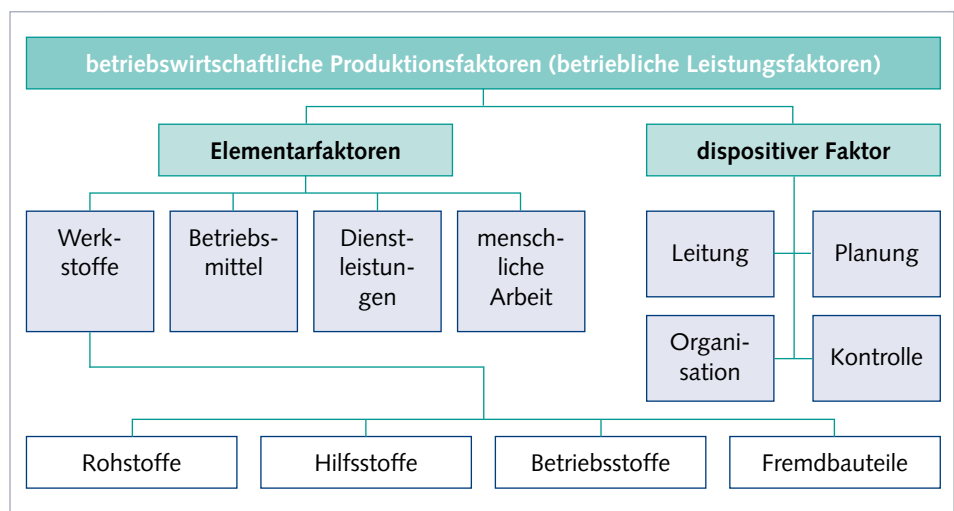 betriebswirtschaftliche Produktionsfaktoren (betriebliche Leistungsfaktoren)
Elementarfaktoren
dispositiver Faktor
Werk-
stoffe
Betriebs-
mittel
Dienst-
leistun-
gen
mensch-
liche
Arbeit
Leitung
Planung
Organi-
sation
Kontrolle
Rohstoffe
Hilfsstoffe
Betriebsstoffe
Fremdbauteile